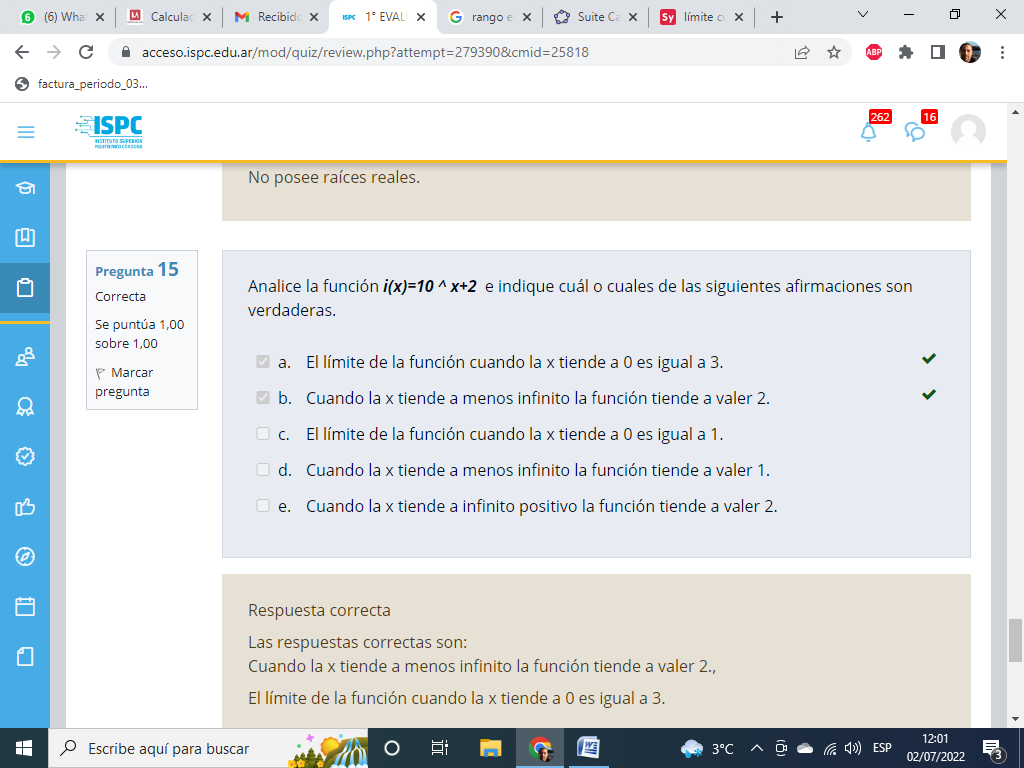 (6) Wha
Calculac
Recibido
1° EVAL
rango e
Suite Ca
límite cu
acceso.ispc.edu.ar/mod/quiz/review.php?attempt=279390&cmid=25818
ABP
factura_periodo_03...
ISPC
INSTITUTO SUPERIOR
POLITÉCNICO CÓRDOBA
262
16
No posee raíces reales.
Pregunta 15
Correcta
Se puntúa 1,00
sobre 1,00
Marcar
pregunta
Analice la función i(x)=10 ^ x+2 e indique cuál o cuales de las siguientes afirmaciones son
verdaderas.
a. El límite de la función cuando la x tiende a 0 es igual a 3.
b. Cuando la x tiende a menos infinito la función tiende a valer 2.
c. El límite de la función cuando la x tiende a 0 es igual a 1.
d. Cuando la x tiende a menos infinito la función tiende a valer 1.
e. Cuando la x tiende a infinito positivo la función tiende a valer 2.
Respuesta correcta
Las respuestas correctas son:
Cuando la x tiende a menos infinito la función tiende a valer 2.,
El límite de la función cuando la x tiende a 0 es igual a 3.
Escribe aquí para buscar
3°C
ESP
12:01
02/07/2022
3